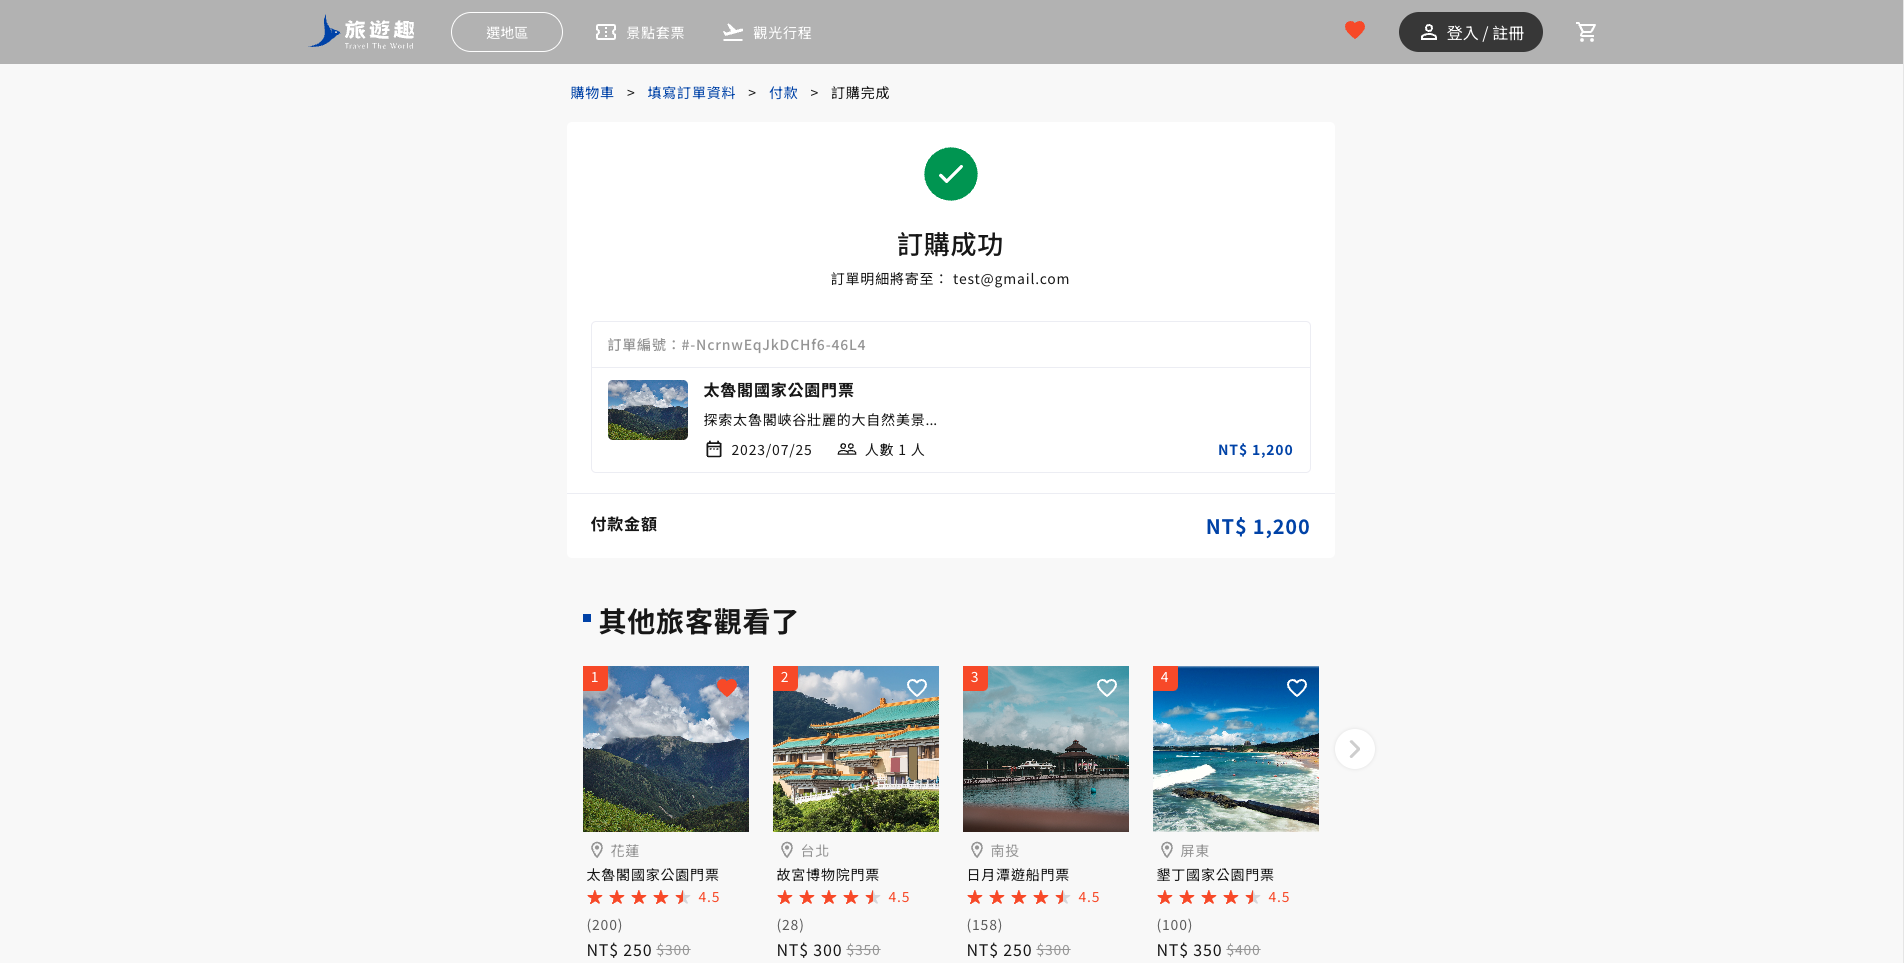 旅遊趣
Travel The World
選地區
景點套票
觀光行程
登入 / 註冊
購物車 > 填寫訂單資料 > 付款 > 訂購完成
訂購成功
訂單明細將寄至： test@gmail.com
訂單編號：#-NcrnwEqJkDCHf6-46L4
太魯閣國家公園門票
探索太魯閣峽谷壯麗的大自然美景...
2023/07/25 人數 1 人 NT$ 1,200
付款金額 NT$ 1,200
其他旅客觀看了
1
花蓮
太魯閣國家公園門票
4.5
(200)
NT$ 250 $300
2
台北
故宮博物院門票
4.5
(28)
NT$ 300 $350
3
南投
日月潭遊船門票
4.5
(158)
NT$ 250 $300
4
屏東
墾丁國家公園門票
4.5
(100)
NT$ 350 $400